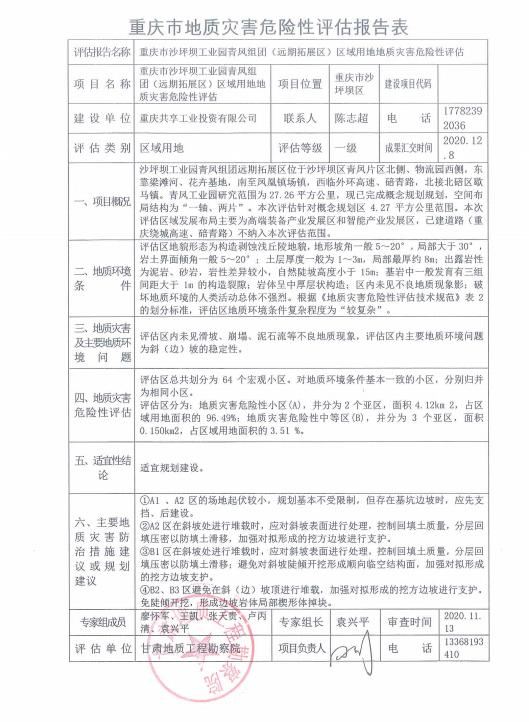 重庆市地质灾害危险性评估报告表
评估报告名称 重庆市沙坪坝工业园青凤组团（远期拓展区）区域用地地质灾害危险性评估
项目名称 重庆市沙坪坝工业园青凤组团（远期拓展区）区域用地地质灾害危险性评估 项目位置 重庆市沙坪坝区 建设项目代码
建设单位 重庆共享工业投资有限公司 联系人 陈志超 电话 17782392036
评估类别 区域用地 评估等级 一级 成果汇交时间 2020.12.8
一、项目概况
沙坪坝工业园青凤组团远期拓展区位于沙坪坝区青凤片区北侧、物流园西侧，东
靠梁滩河、花卉基地，南至凤凰镇场镇，西临外环高速、碚青路，北接北碚区歇
马镇。青凤工业园研究范围为 27.26 平方公里，现已完成概念规划规划，空间布
局结构为“一轴、两片”。本次评估针对概念规划区 4.27 平方公里范围。本次
评估区域发展布局主要为高端装备产业发展区和智能产业发展区，已建道路（重
庆绕城高速、碚青路）不纳入本次评估范围。
二、地质环境条件
评估区地貌形态为构造剥蚀浅丘陵地貌，地形坡角一般 5～20°，局部大于 30°，
岩土界面倾角一般 5～20°；土层厚度一般为 1～3m，局部最厚约 8m；出露岩性
为泥岩、砂岩，岩性差异较小，自然陡坡高度小于 15m；基岩中一般发育有三组
间距大于 1m 的构造裂隙；岩体呈中厚层状构造；区内未见不良地质现象影；破
坏地质环境的人类活动总体不强烈。根据《地质灾害危险性评估技术规范》表 2
的划分标准，评估区地质环境条件复杂程度为“较复杂”。
三、地质灾害及主要地质环境问题
评估区内未见滑坡、崩塌、泥石流等不良地质现象，评估区内主要地质环境问题
为斜（边）坡的稳定性。
四、地质灾害危险性评估
评估区总共划分为 64 个宏观小区。对地质环境条件基本一致的小区，分别归并
为相同小区。
评估区分为：地质灾害危险性小区(A)，并分为 2 个亚区，面积 4.12km 2，占区
域用地面积的 96.49%；地质灾害危险性中等区(B)，并分为 3 个亚区，面积
0.150km2，占区域用地面积的 3.51 %。
五、适宜性结论
适宜规划建设。
六、主要地质灾害防治措施建议或规划建议
①A1 、A2 区的场地起伏较小，规划基本不受限制，但存在基坑边坡时，应先支
挡、后建设。
②A2 区在斜坡处进行堆载时，应对斜坡表面进行处理，控制回填土质量，分层回
填压密以防填土滑移，加强对拟形成的挖方边坡进行支护。
③B1 区在斜坡处进行堆载时，应对斜坡表面进行处理，控制回填土质量，分层回
填压密以防填土滑移；避免对斜坡陡倾开挖形成顺向临空结构面，加强对拟形成
的挖方边坡支护。
④B2、B3 区避免在斜（边）坡顶进行堆载，加强对拟形成的挖方边坡进行支护。
免陡倾开挖，形成边坡岩体局部楔形体掉块。
专家组成员 廖怀军、王凯、张天贵、卢丙清、袁兴平 专家组长 袁兴平 审查时间 2020.11.13
评估单位 甘肃地质工程勘察院 项目负责人 电话 13368193410